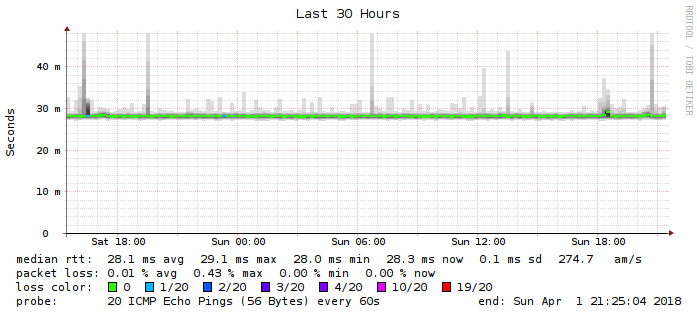 Last 30 Hours
RRDTOOL / TOBI OETIKER
Seconds
40 m
30 m
20 m
10 m
0
Sat 18:00 Sun 00:00 Sun 06:00 Sun 12:00 Sun 18:00
median rtt: 28.1 ms avg 29.1 ms max 28.0 ms min 28.3 ms now 0.1 ms sd 274.7 am/s
packet loss: 0.01 % avg 0.43 % max 0.00 % min 0.00 % now
loss color: 0 1/20 2/20 3/20 4/20 10/20 19/20
probe: 20 ICMP Echo Pings (56 Bytes) every 60s end: Sun Apr 1 21:25:04 2018